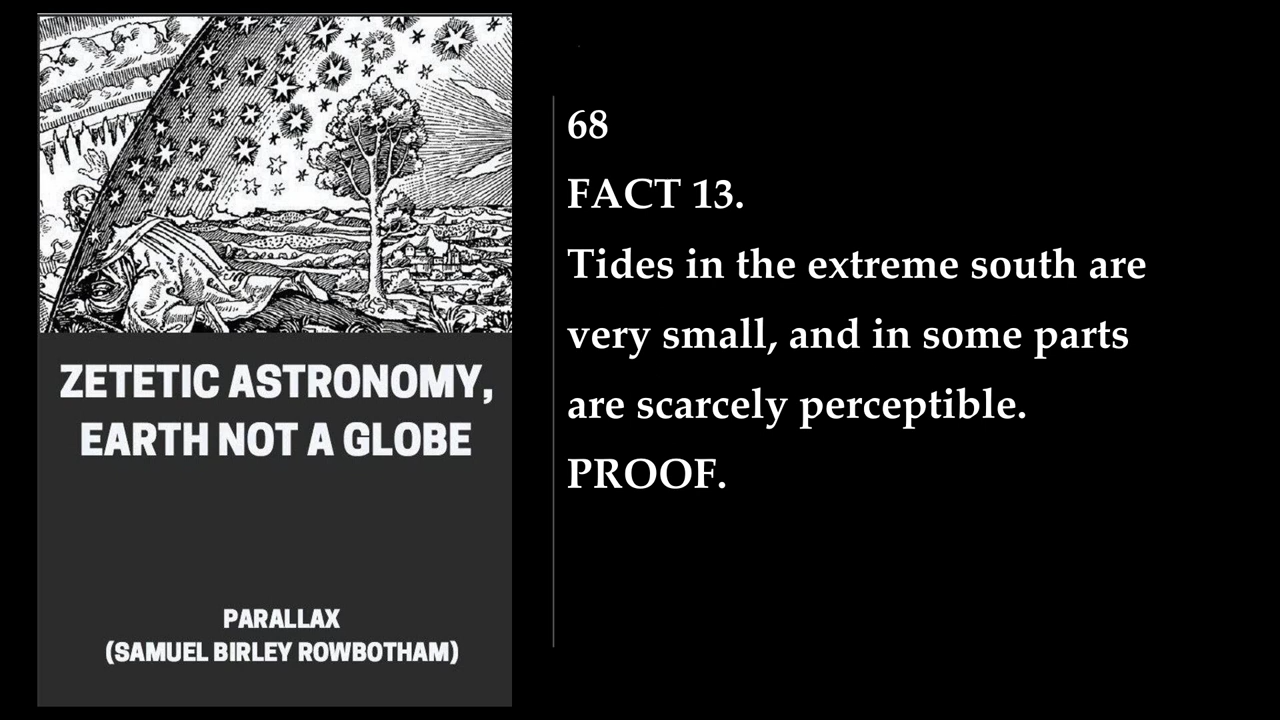 ZETETIC ASTRONOMY,
EARTH NOT A GLOBE
PARALLAX
(SAMUEL BIRLEY ROWBOTHAM)
68
FACT 13.
Tides in the extreme south are
very small, and in some parts
are scarcely perceptible.
PROOF.